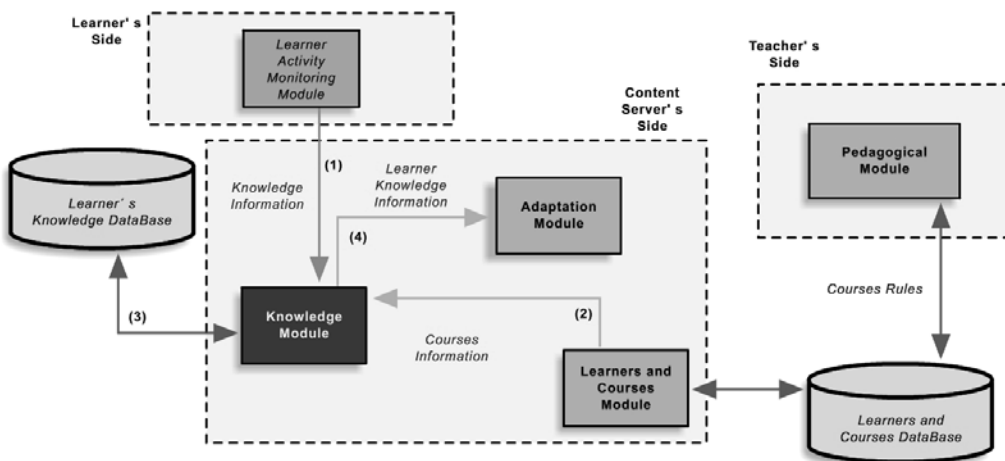 Learner' s
Side
Learner
Activity
Monitoring
Module
Teacher' s
Side
Content
Server' s
Side
Pedagogical
Module
(1)
Learner
Knowledge
Information
Knowledge
Information
(4)
Adaptation
Module
Learner´ s
Knowledge DataBase
Courses Rules
(3)
Knowledge
Module
(2)
Courses
Information
Learners and
Courses
Module
Learners and
Courses DataBase